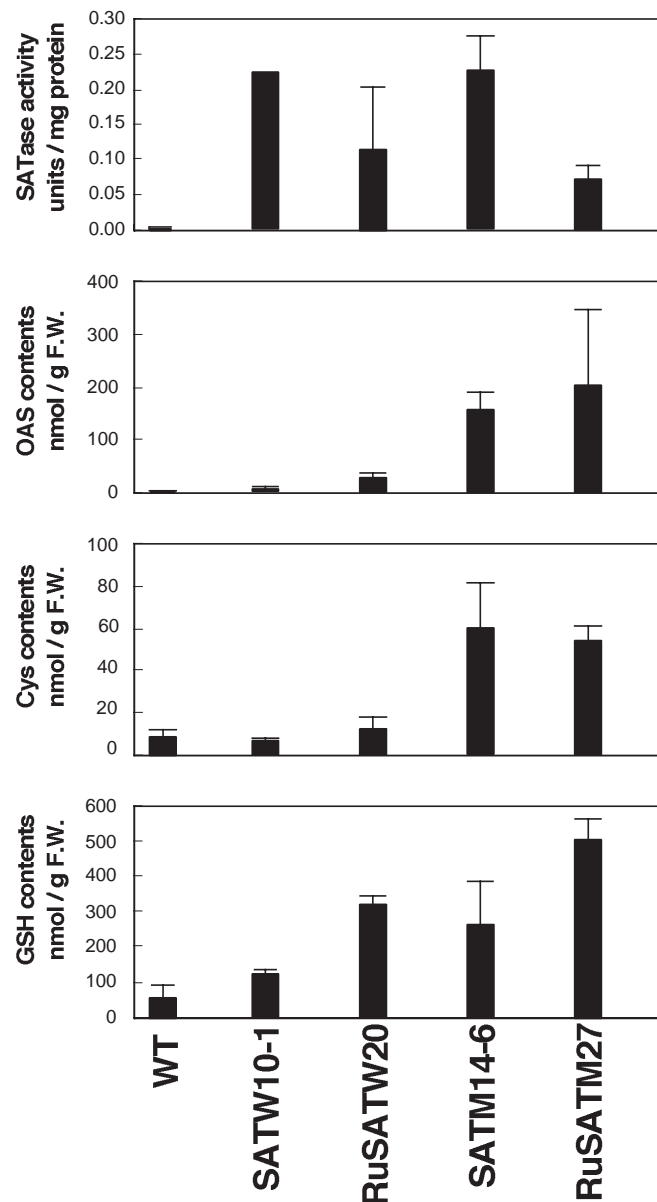 SATase activity
units / mg protein
0.30
0.25
0.20
0.15
0.10
0.05
0.00
OAS contents
nmol / g F.W.
400
300
200
100
0
Cys contents
nmol / g F.W.
100
80
60
40
20
0
GSH contents
nmol / g F.W.
600
500
400
300
200
100
0
WT
SATW10-1
RuSATW20
SATM14-6
RuSATM27